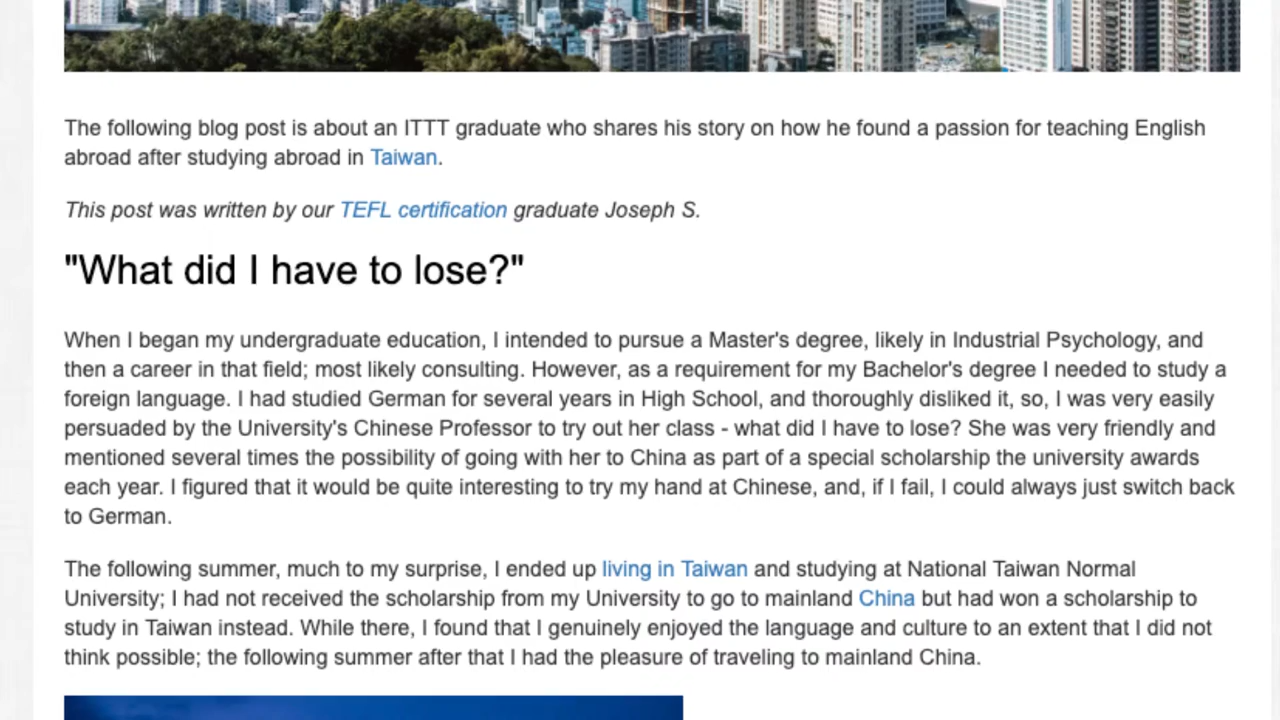 The following blog post is about an ITTT graduate who shares his story on how he found a passion for teaching English
abroad after studying abroad in Taiwan.
This post was written by our TEFL certification graduate Joseph S.
"What did I have to lose?"
When I began my undergraduate education, I intended to pursue a Master's degree, likely in Industrial Psychology, and
then a career in that field; most likely consulting. However, as a requirement for my Bachelor's degree I needed to study a
foreign language. I had studied German for several years in High School, and thoroughly disliked it, so, I was very easily
persuaded by the University's Chinese Professor to try out her class - what did I have to lose? She was very friendly and
mentioned several times the possibility of going with her to China as part of a special scholarship the university awards
each year. I figured that it would be quite interesting to try my hand at Chinese, and, if I fail, I could always just switch back
to German.
The following summer, much to my surprise, I ended up living in Taiwan and studying at National Taiwan Normal
University; I had not received the scholarship from my University to go to mainland China but had won a scholarship to
study in Taiwan instead. While there, I found that I genuinely enjoyed the language and culture to an extent that I did not
think possible; the following summer after that I had the pleasure of traveling to mainland China.